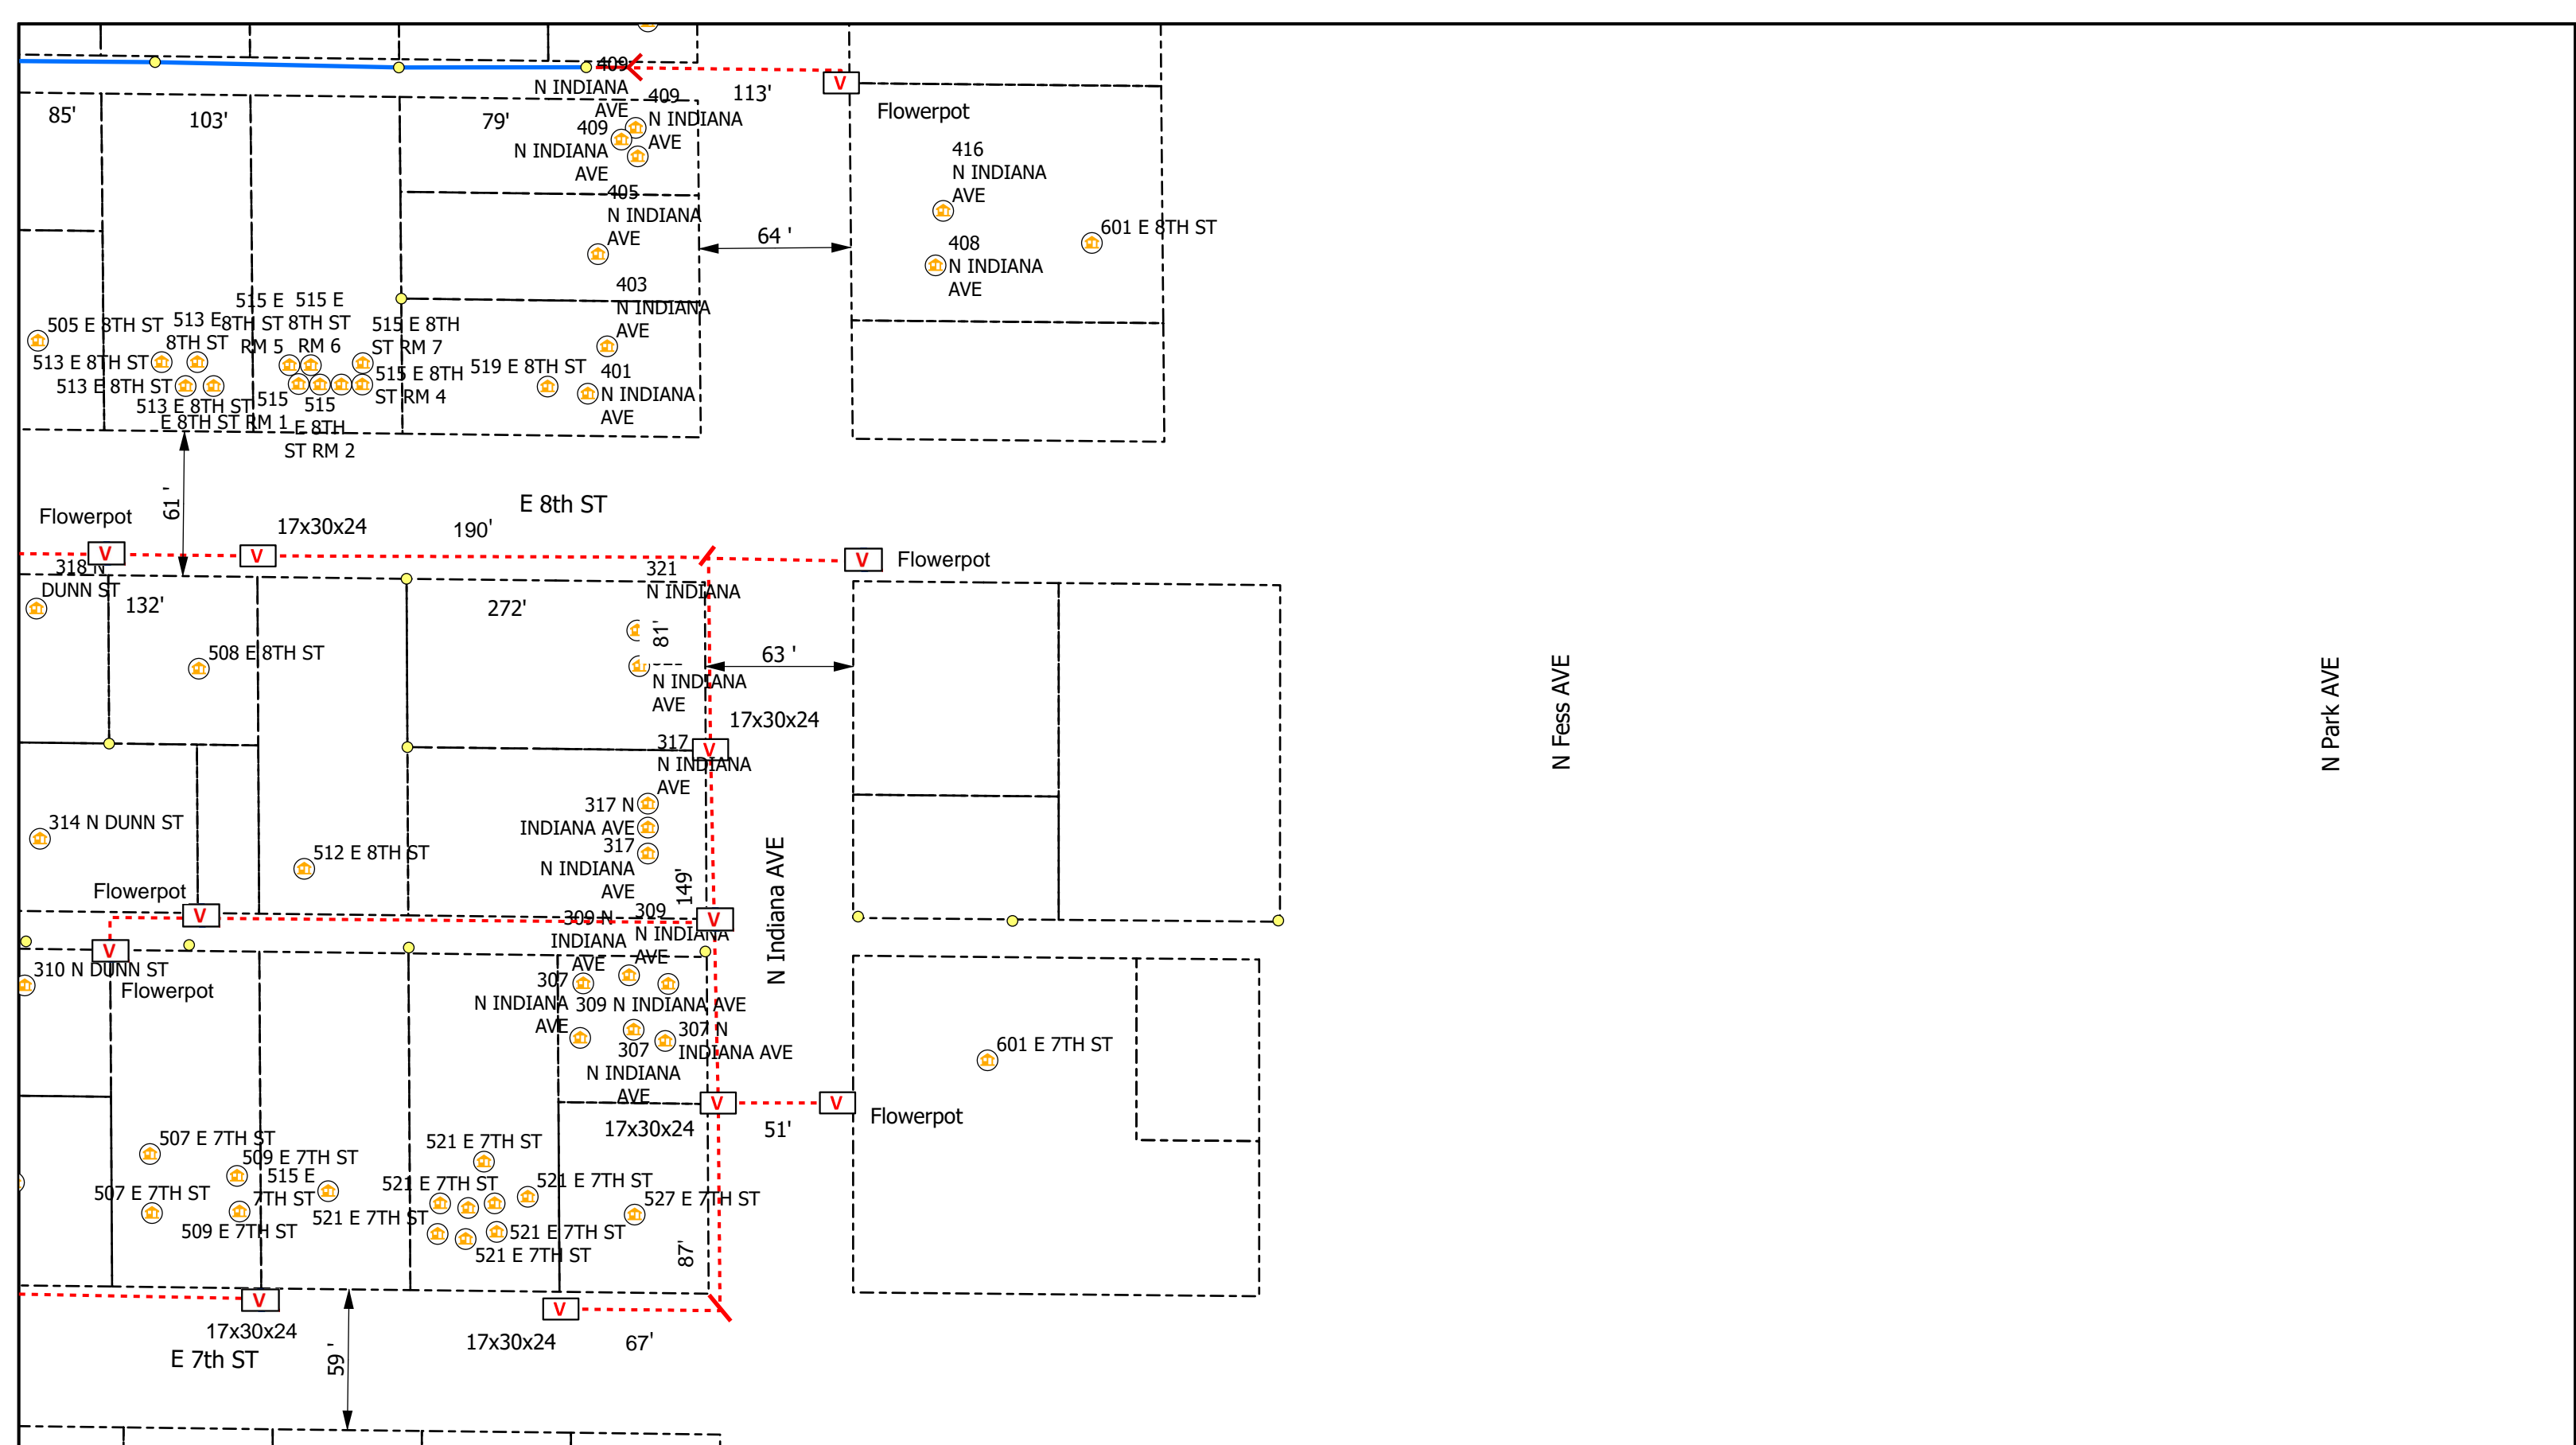 409
N INDIANA
AVE
85'
103'
79'
409
N INDIANA
AVE
409
N INDIANA
AVE
113'
V
Flowerpot
416
N INDIANA
AVE
405
N INDIANA
AVE
64 '
601 E 8TH ST
408
N INDIANA
AVE
403
N INDIANA
AVE
505 E 8TH ST
513 E
8TH ST
515 E
8TH ST
RM 5
515 E
8TH ST
RM 6
515 E 8TH
ST RM 7
513 E 8TH ST
513 E 8TH ST
513 E 8TH ST
515
E 8TH ST RM 1
515
E 8TH
ST RM 2
515 E 8TH
ST RM 4
519 E 8TH ST
401
N INDIANA
AVE
61 '
E 8th ST
Flowerpot
17x30x24
190'
V
V
V
Flowerpot
318 N
DUNN ST
132'
272'
321
N INDIANA
81'
63 '
508 E 8TH ST
N INDIANA
AVE
17x30x24
317
N INDIANA
AVE
V
N Fess AVE
N Park AVE
314 N DUNN ST
317 N
INDIANA AVE
317
N INDIANA
AVE
512 E 8TH ST
149'
N Indiana AVE
Flowerpot
V
V
309 N
INDIANA
AVE
309
N INDIANA
AVE
V
310 N DUNN ST
Flowerpot
307
N INDIANA
AVE
309 N INDIANA AVE
307 N
INDIANA AVE
307
N INDIANA
AVE
601 E 7TH ST
V
V
17x30x24
51'
Flowerpot
507 E 7TH ST
509 E 7TH ST
515 E
7TH ST
507 E 7TH ST
509 E 7TH ST
521 E 7TH ST
521 E 7TH ST
521 E 7TH ST
521 E 7TH ST
521 E 7TH ST
521 E 7TH ST
527 E 7TH ST
87'
V
V
17x30x24
17x30x24
67'
E 7th ST
59 '